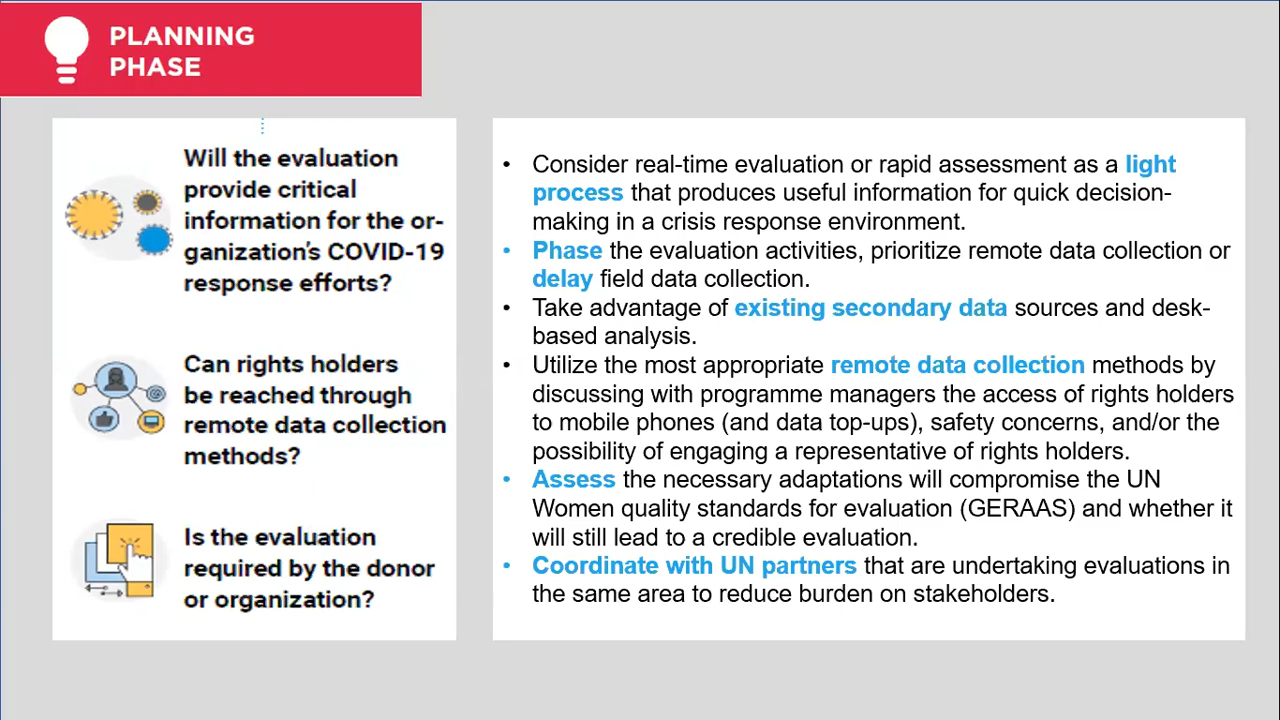 PLANNING
PHASE
Will the evaluation
provide critical
information for the or-
ganization's COVID-19
response efforts?
Can rights holders
be reached through
remote data collection
methods?
Is the evaluation
required by the donor
or organization?
• Consider real-time evaluation or rapid assessment as a light
process that produces useful information for quick decision-
making in a crisis response environment.
• Phase the evaluation activities, prioritize remote data collection or
delay field data collection.
• Take advantage of existing secondary data sources and desk-
based analysis.
• Utilize the most appropriate remote data collection methods by
discussing with programme managers the access of rights holders
to mobile phones (and data top-ups), safety concerns, and/or the
possibility of engaging a representative of rights holders.
• Assess the necessary adaptations will compromise the UN
Women quality standards for evaluation (GERAAS) and whether it
will still lead to a credible evaluation.
• Coordinate with UN partners that are undertaking evaluations in
the same area to reduce burden on stakeholders.